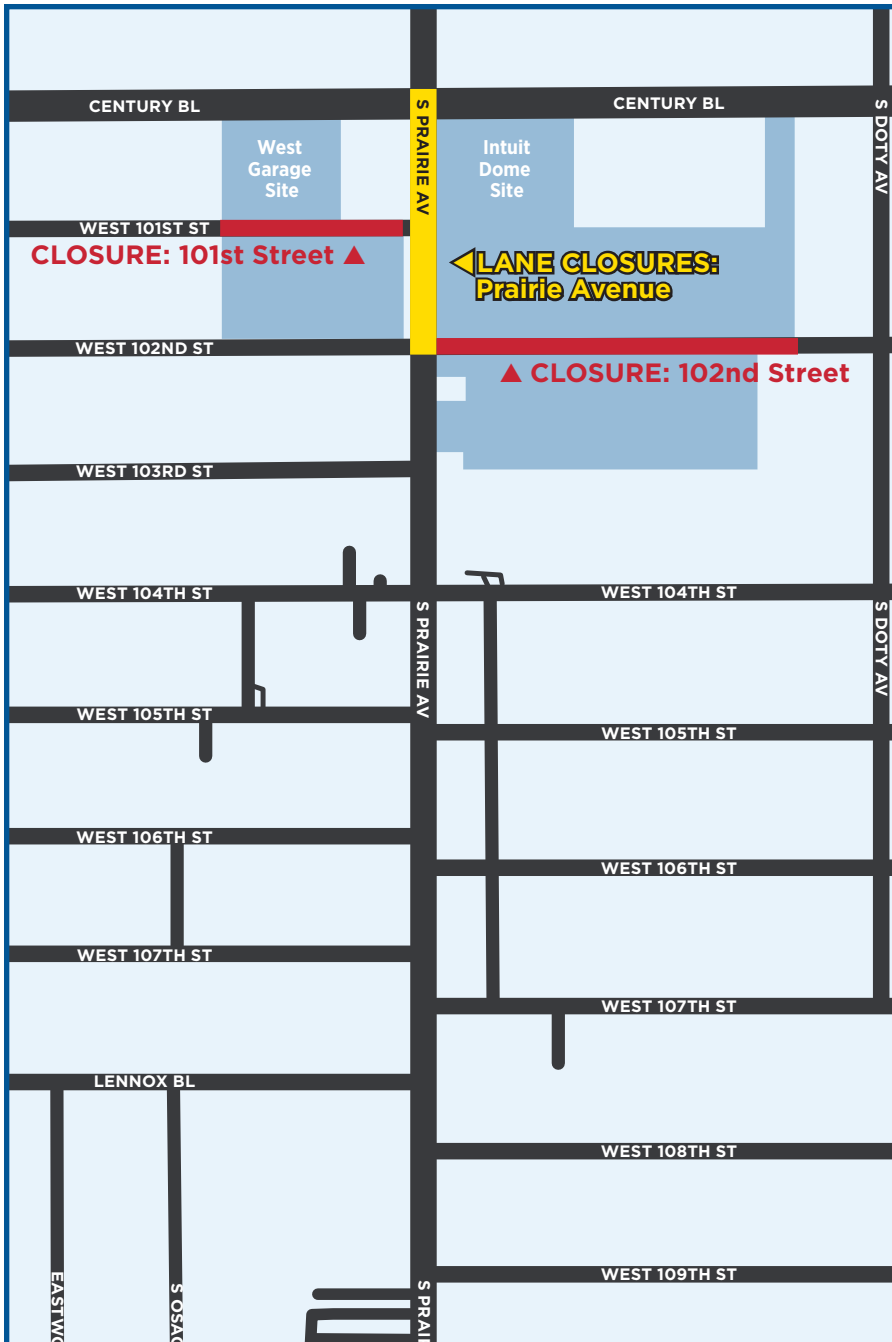 CENTURY BL
S PRAIRIE AV
CENTURY BL
S DOTY AV
West
Garage
Site
Intuit
Dome
Site
WEST 101ST ST
CLOSURE: 101st Street ▲
◀LANE CLOSURES:
Prairie Avenue
WEST 102ND ST
▲ CLOSURE: 102nd Street
WEST 103RD ST
WEST 104TH ST
WEST 104TH ST
S PRAIRIE AV
S DOTY AV
WEST 105TH ST
WEST 105TH ST
WEST 106TH ST
WEST 106TH ST
WEST 107TH ST
WEST 107TH ST
LENNOX BL
WEST 108TH ST
WEST 109TH ST
EASTWO
S OSAG
S PRAI